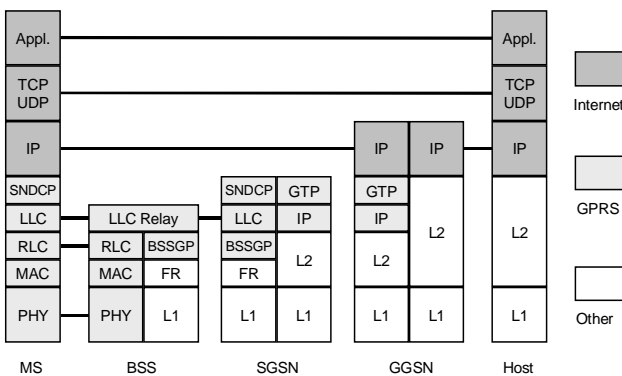 Appl.
Appl.
TCP
UDP
TCP
UDP
Internet
IP
IP
IP
IP
SNDCP
SNDCP
GTP
GTP
GPRS
LLC
LLC Relay
LLC
IP
IP
RLC
RLC
BSSGP
BSSGP
L2
L2
L2
L2
MAC
MAC
FR
FR
PHY
PHY
L1
L1
L1
L1
L1
L1
Other
MS
BSS
SGSN
GGSN
Host